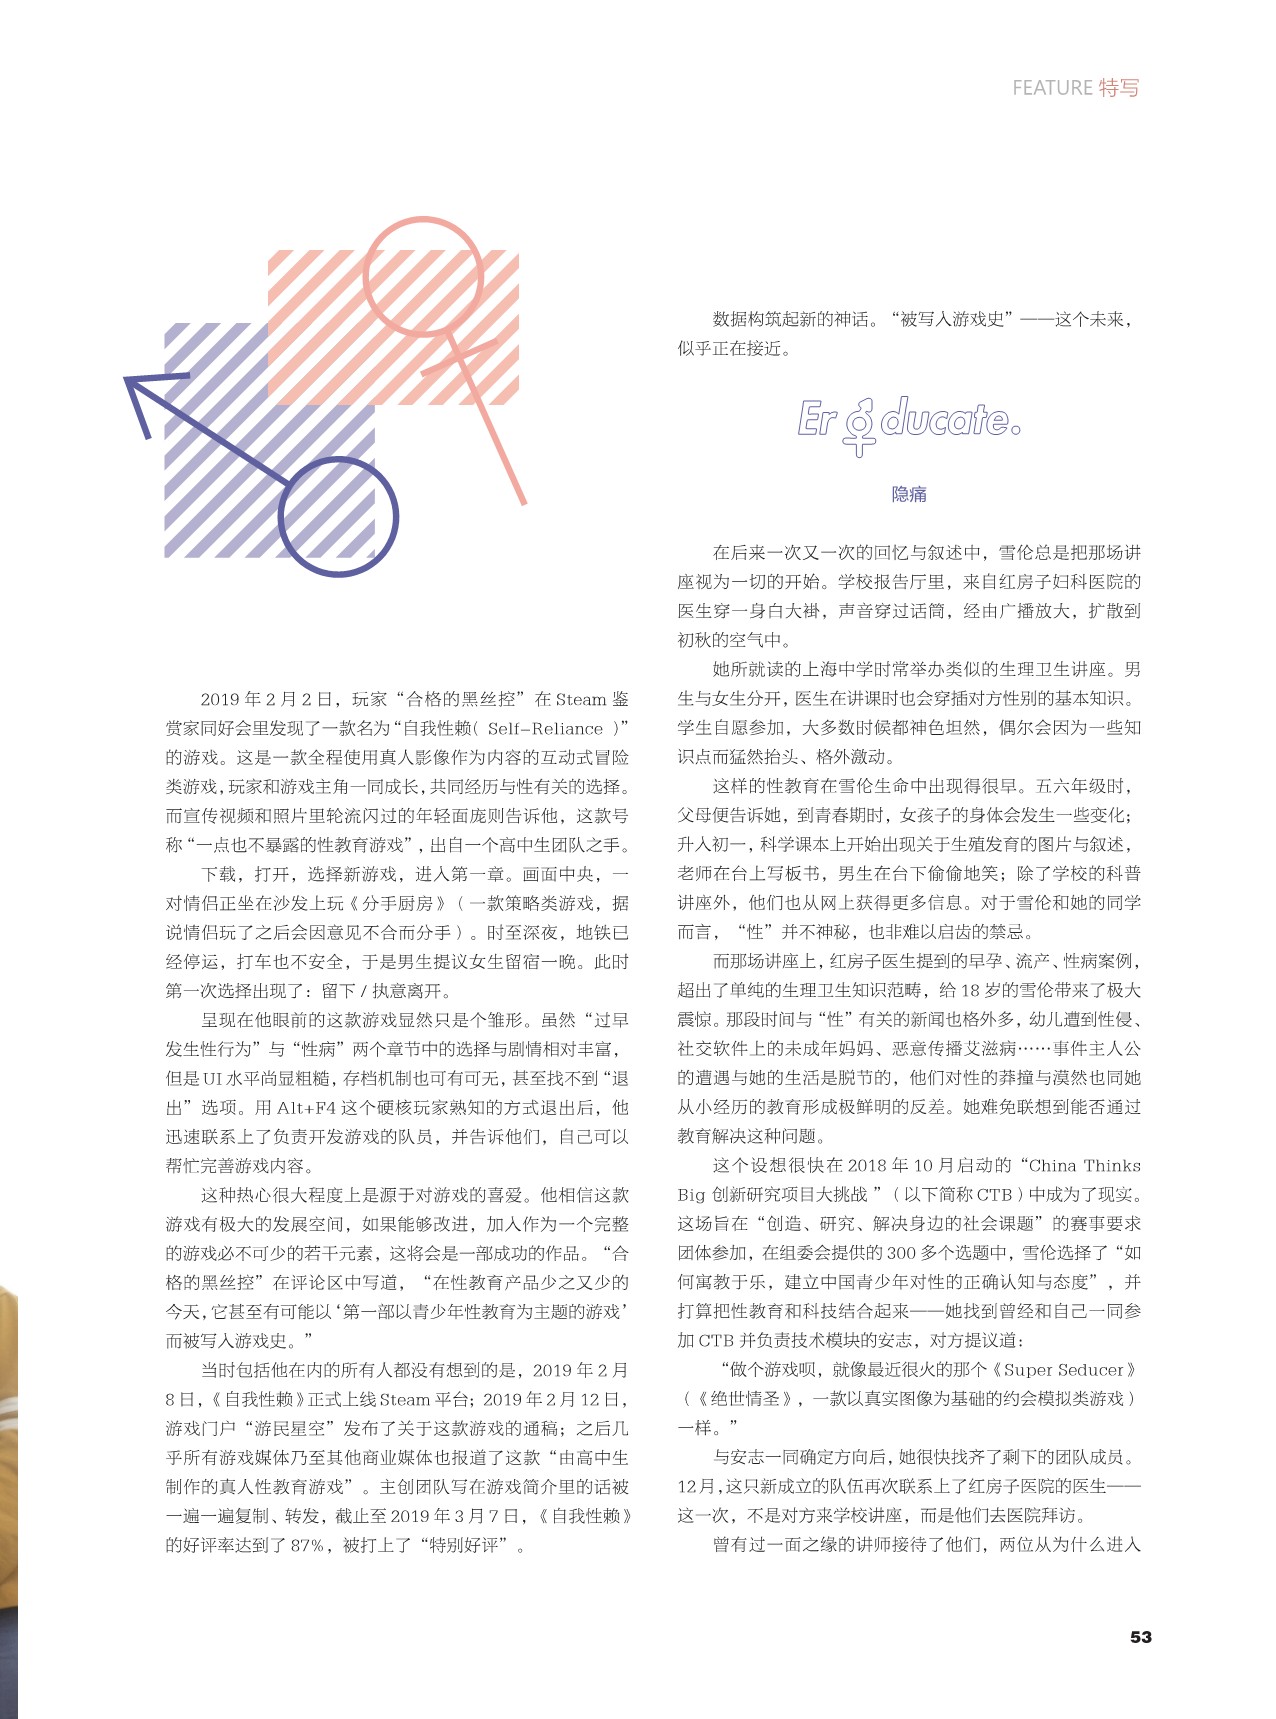 FEATURE 特写
2019 年 2 月 2 日，玩家“合格的黑丝控”在 Steam 鉴
赏家同好会里发现了一款名为“自我性赖（ Self-Reliance ）”
的游戏。这是一款全程使用真人影像作为内容的互动式冒险
类游戏，玩家和游戏主角一同成长，共同经历与性有关的选择。
而宣传视频和照片里轮流闪过的年轻面庞则告诉他，这款号
称“一点也不暴露的性教育游戏”，出自一个高中生团队之手。
下载，打开，选择新游戏，进入第一章。画面中央，一
对情侣正坐在沙发上玩《分手厨房》（一款策略类游戏，据
说情侣玩了之后会因意见不合而分手）。时至深夜，地铁已
经停运，打车也不安全，于是男生提议女生留宿一晚。此时
第一次选择出现了：留下 / 执意离开。
呈现在他眼前的这款游戏显然只是个雏形。虽然“过早
发生性行为”与“性病”两个章节中的选择与剧情相对丰富，
但是 UI 水平尚显粗糙，存档机制也可有可无，甚至找不到“退
出”选项。用 Alt+F4 这个硬核玩家熟知的方式退出后，他
迅速联系上了负责开发游戏的队员，并告诉他们，自己可以
帮忙完善游戏内容。
这种热心很大程度上是源于对游戏的喜爱。他相信这款
游戏有极大的发展空间，如果能够改进，加入作为一个完整
的游戏必不可少的若干元素，这将会是一部成功的作品。“合
格的黑丝控”在评论区中写道，“在性教育产品少之又少的
今天，它甚至有可能以‘第一部以青少年性教育为主题的游戏’
而被写入游戏史。”
当时包括他在内的所有人都没有想到的是，2019 年 2 月
8 日，《自我性赖》正式上线 Steam 平台；2019 年 2 月 12 日，
游戏门户“游民星空”发布了关于这款游戏的通稿；之后几
乎所有游戏媒体乃至其他商业媒体也报道了这款“由高中生
制作的真人性教育游戏”。主创团队写在游戏简介里的话被
一遍一遍复制、转发，截止至 2019 年 3 月 7 日，《自我性赖》
的好评率达到了 87%，被打上了“特别好评”。
数据构筑起新的神话。“被写入游戏史”——这个未来，
似乎正在接近。
Er⚥ducate.
隐痛
在后来一次又一次的回忆与叙述中，雪伦总是把那场讲
座视为一切的开始。学校报告厅里，来自红房子妇科医院的
医生穿一身白大褂，声音穿过话筒，经由广播放大，扩散到
初秋的空气中。
她所就读的上海中学时常举办类似的生理卫生讲座。男
生与女生分开，医生在讲课时也会穿插对方性别的基本知识。
学生自愿参加，大多数时候都神色坦然，偶尔会因为一些知
识点而猛然抬头、格外激动。
这样的性教育在雪伦生命中出现得很早。五六年级时，
父母便告诉她，到青春期时，女孩子的身体会发生一些变化；
升入初一，科学课本上开始出现关于生殖发育的图片与叙述，
老师在台上写板书，男生在台下偷偷地笑；除了学校的科普
讲座外，他们也从网上获得更多信息。对于雪伦和她的同学
而言，“性”并不神秘，也非难以启齿的禁忌。
而那场讲座上，红房子医生提到的早孕、流产、性病案例，
超出了单纯的生理卫生知识范畴，给 18 岁的雪伦带来了极大
震惊。那段时间与“性”有关的新闻也格外多，幼儿遭到性侵、
社交软件上的未成年妈妈、恶意传播艾滋病……事件主人公
的遭遇与她的生活是脱节的，他们对性的莽撞与漠然也同她
从小经历的教育形成极鲜明的反差。她难免联想到能否通过
教育解决这种问题。
这个设想很快在 2018 年 10 月启动的“China Thinks
Big 创新研究项目大挑战 ”（以下简称 CTB）中成为了现实。
这场旨在“创造、研究、解决身边的社会课题”的赛事要求
团体参加，在组委会提供的 300 多个选题中，雪伦选择了“如
何寓教于乐，建立中国青少年对性的正确认知与态度”，并
打算把性教育和科技结合起来——她找到曾经和自己一同参
加 CTB 并负责技术模块的安志，对方提议道：
“做个游戏呗，就像最近很火的那个《Super Seducer》
（《绝世情圣》，一款以真实图像为基础的约会模拟类游戏）
一样。”
与安志一同确定方向后，她很快找齐了剩下的团队成员。
12 月，这只新成立的队伍再次联系上了红房子医院的医生——
这一次，不是对方来学校讲座，而是他们去医院拜访。
曾有过一面之缘的讲师接待了他们，两位从为什么进入
53